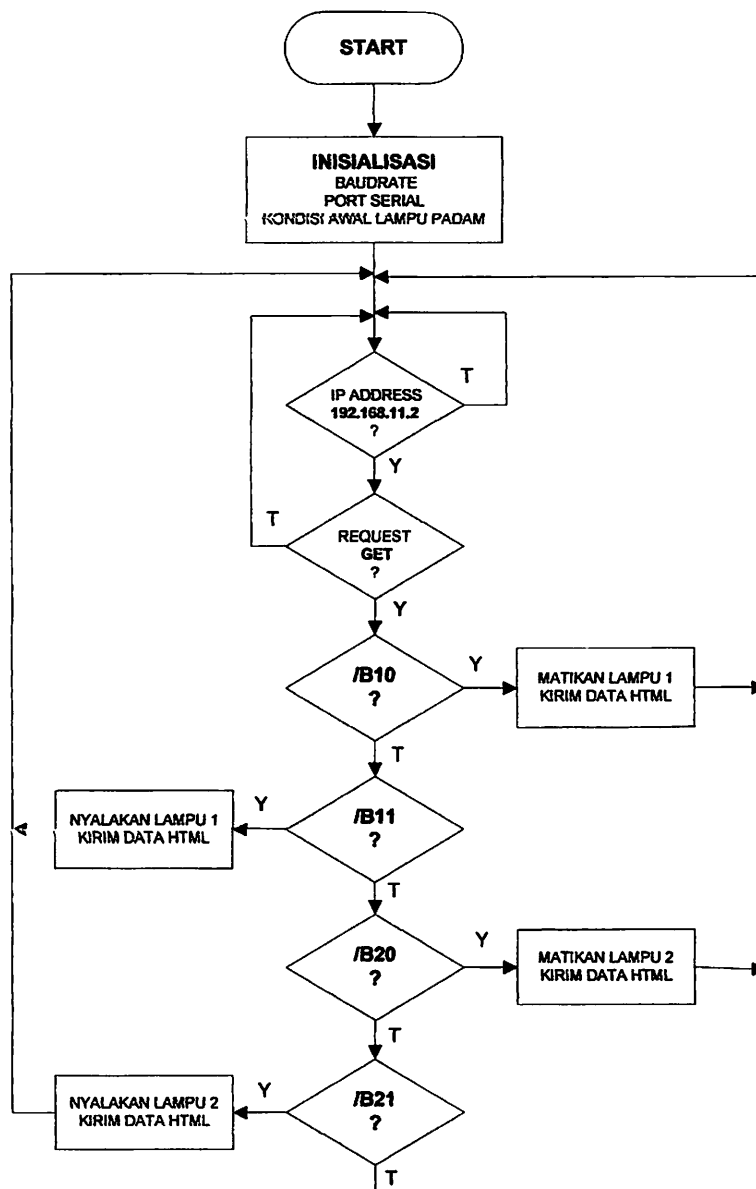 START
INISIALISASI
BAUDRATE
PORT SERIAL
KONDISI AWAL LAMPU PADAM
IP ADDRESS
192.168.11.2
?
T
Y
REQUEST
GET
?
T
Y
/B10
?
Y
MATIKAN LAMPU 1
KIRIM DATA HTML
T
/B11
?
Y
NYALAKAN LAMPU 1
KIRIM DATA HTML
T
/B20
?
Y
MATIKAN LAMPU 2
KIRIM DATA HTML
T
/B21
?
Y
NYALAKAN LAMPU 2
KIRIM DATA HTML
T